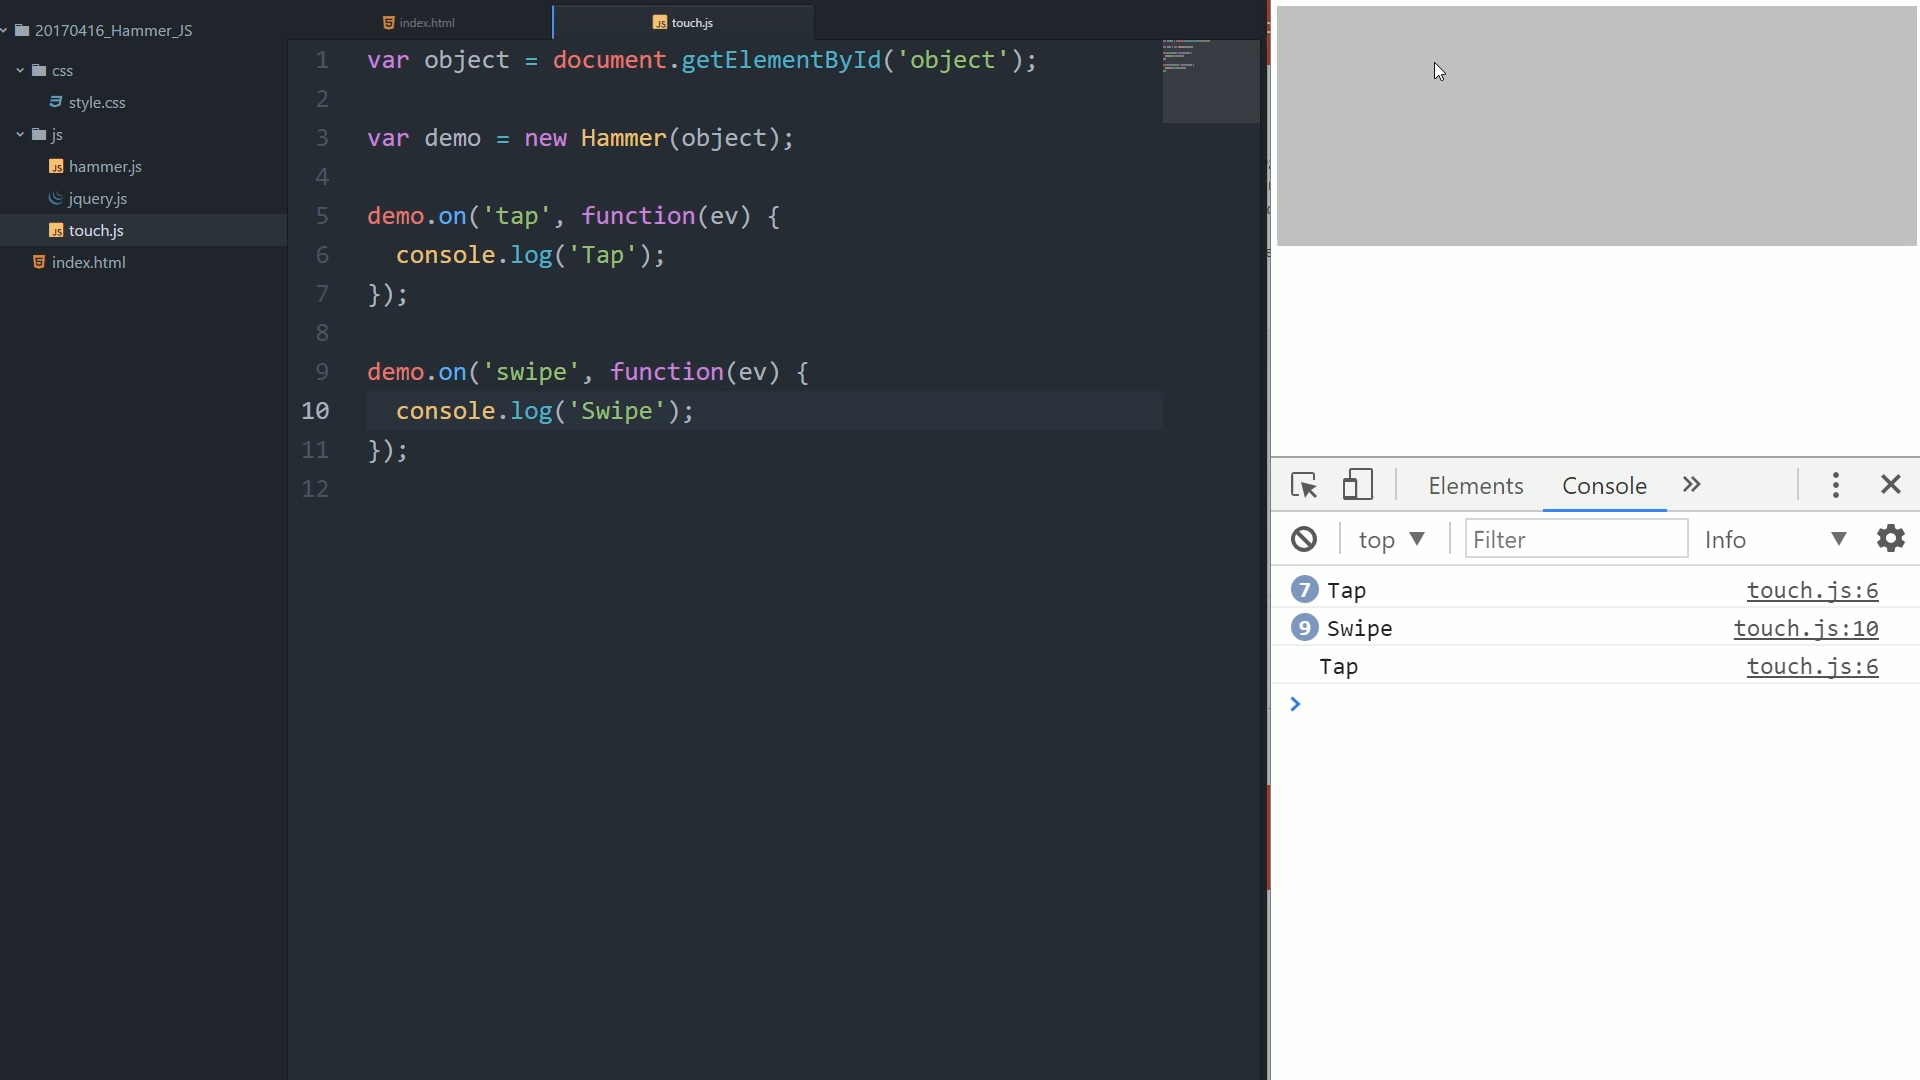 20170416_Hammer_JS
css
style.css
js
hammer.js
jquery.js
touch.js
index.html
index.html
touch.js
1 var object = document.getElementById('object');
2
3 var demo = new Hammer(object);
4
5 demo.on('tap', function(ev) {
6 console.log('Tap');
7 });
8
9 demo.on('swipe', function(ev) {
10 console.log('Swipe');
11 });
12
Elements Console
top Filter Info
7 Tap touch.js:6
9 Swipe touch.js:10
Tap touch.js:6